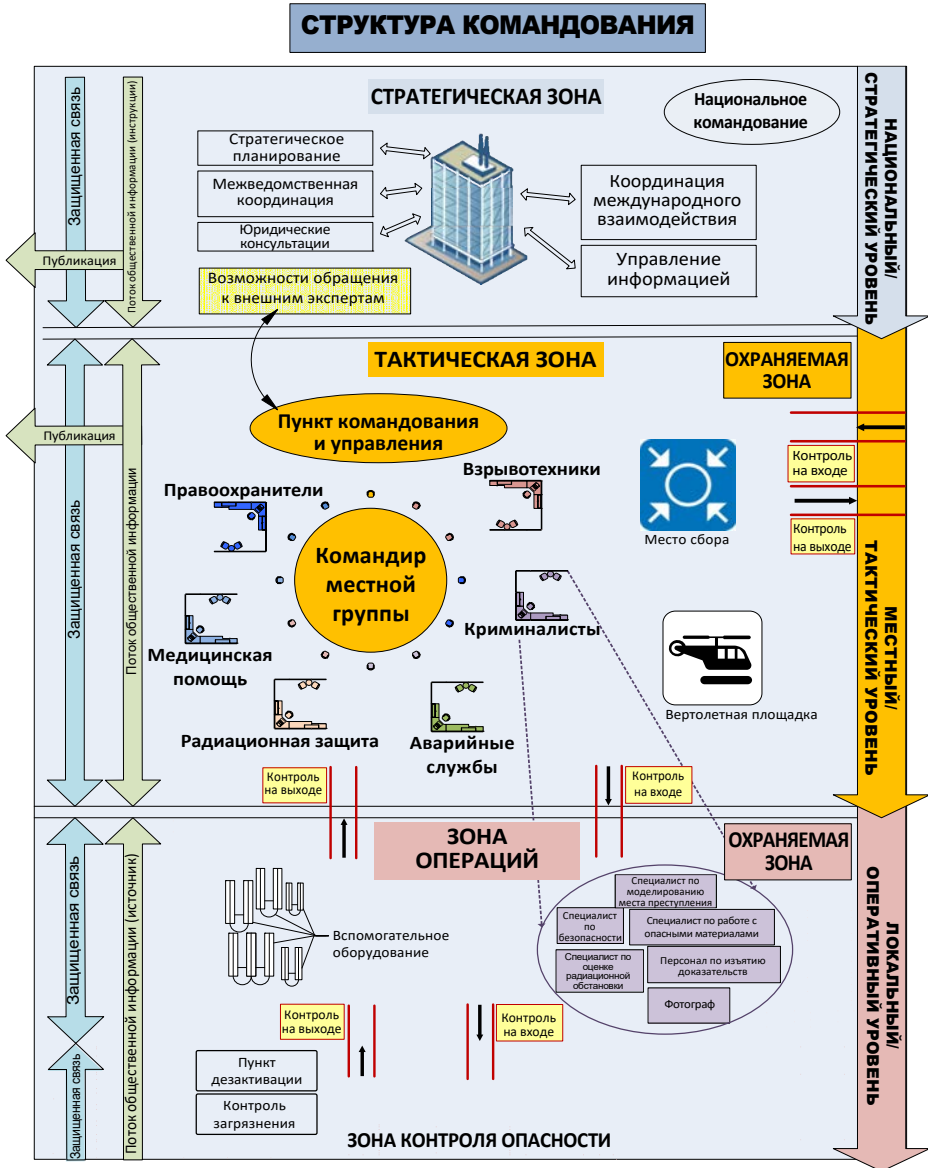 СТРУКТУРА КОМАНДОВАНИЯ
СТРАТЕГИЧЕСКАЯ ЗОНА
Национальное
командование
Стратегическое
планирование
Межведомственная
координация
Юридические
консультации
Координация
международного
взаимодействия
Управление
информацией
Возможности обращения
к внешним экспертам
Защищенная связь
Поток общественной информации (инструкции)
Публикация
НАЦИОНАЛЬНЫЙ/
СТРАТЕГИЧЕСКИЙ УРОВЕНЬ
ТАКТИЧЕСКАЯ ЗОНА
ОХРАНЯЕМАЯ
ЗОНА
Пункт командования
и управления
Публикация
Защищенная связь
Поток общественной информации
Контроль
на входе
Контроль
на выходе
Место сбора
Правоохранители
Взрывотехники
Командир
местной
группы
Медицинская
помощь
Криминалисты
Радиационная защита
Аварийные
службы
Вертолетная площадка
МЕСТНЫЙ/
ТАКТИЧЕСКИЙ УРОВЕНЬ
Контроль
на выходе
Контроль
на входе
ЗОНА
ОПЕРАЦИЙ
ОХРАНЯЕМАЯ
ЗОНА
Защищенная связь
Поток общественной информации (источник)
Вспомогательное
оборудование
Специалист по
моделированию
места преступления
Специалист
по
безопасности
Специалист по работе с
опасными материалами
Специалист по
оценке
радиационной
обстановки
Персонал по изъятию
доказательств
Фотограф
Контроль
на выходе
Контроль
на входе
Защищенная связь
Пункт
дезактивации
Контроль
загрязнения
ЗОНА КОНТРОЛЯ ОПАСНОСТИ
ЛОКАЛЬНЫЙ/
ОПЕРАТИВНЫЙ УРОВЕНЬ